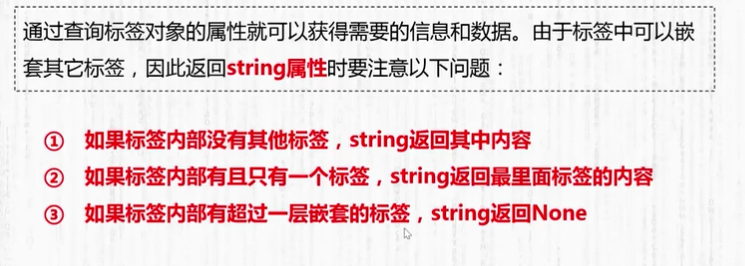 通过查询标签对象的属性就可以获得需要的信息和数据。由于标签中可以嵌
套其它标签，因此返回string属性时要注意以下问题：
① 如果标签内部没有其他标签，string返回其中内容
② 如果标签内部有且只有一个标签，string返回最里面标签的内容
③ 如果标签内部有超过一层嵌套的标签，string返回None